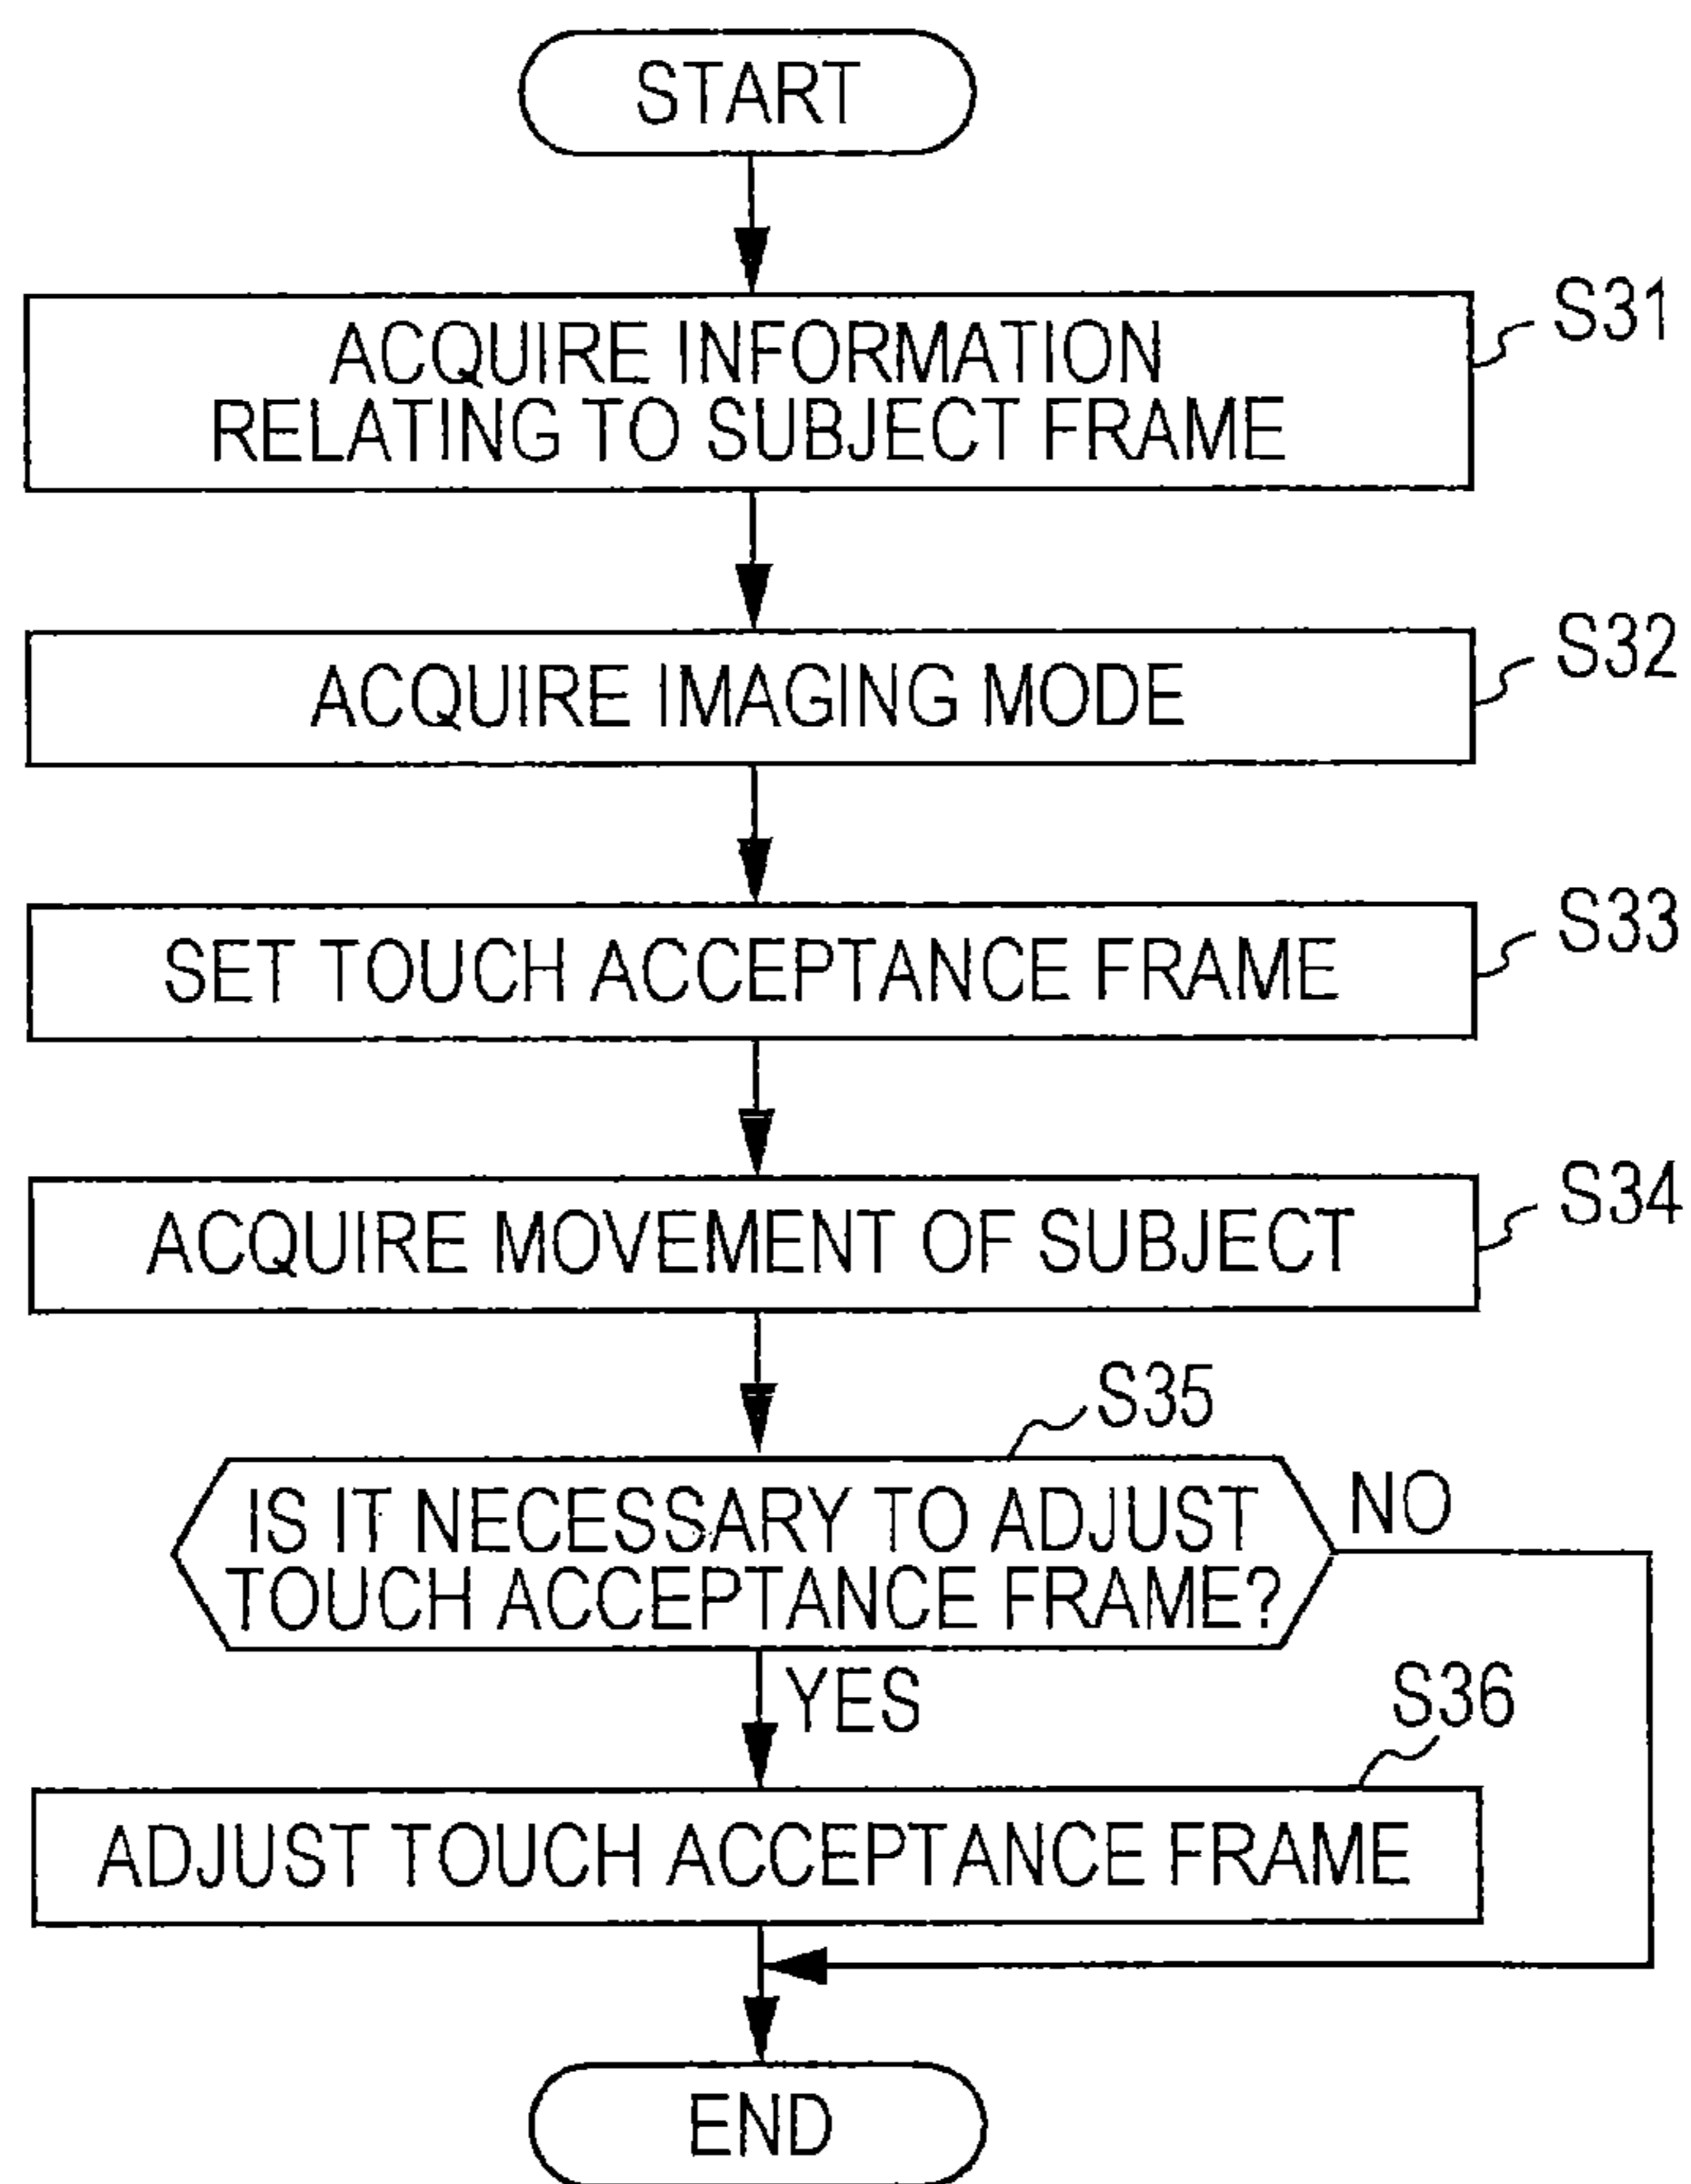 START
S31
ACQUIRE INFORMATION
RELATING TO SUBJECT FRAME
S32
ACQUIRE IMAGING MODE
S33
SET TOUCH ACCEPTANCE FRAME
S34
ACQUIRE MOVEMENT OF SUBJECT
S35
IS IT NECESSARY TO ADJUST
TOUCH ACCEPTANCE FRAME?
NO
YES
S36
ADJUST TOUCH ACCEPTANCE FRAME
END